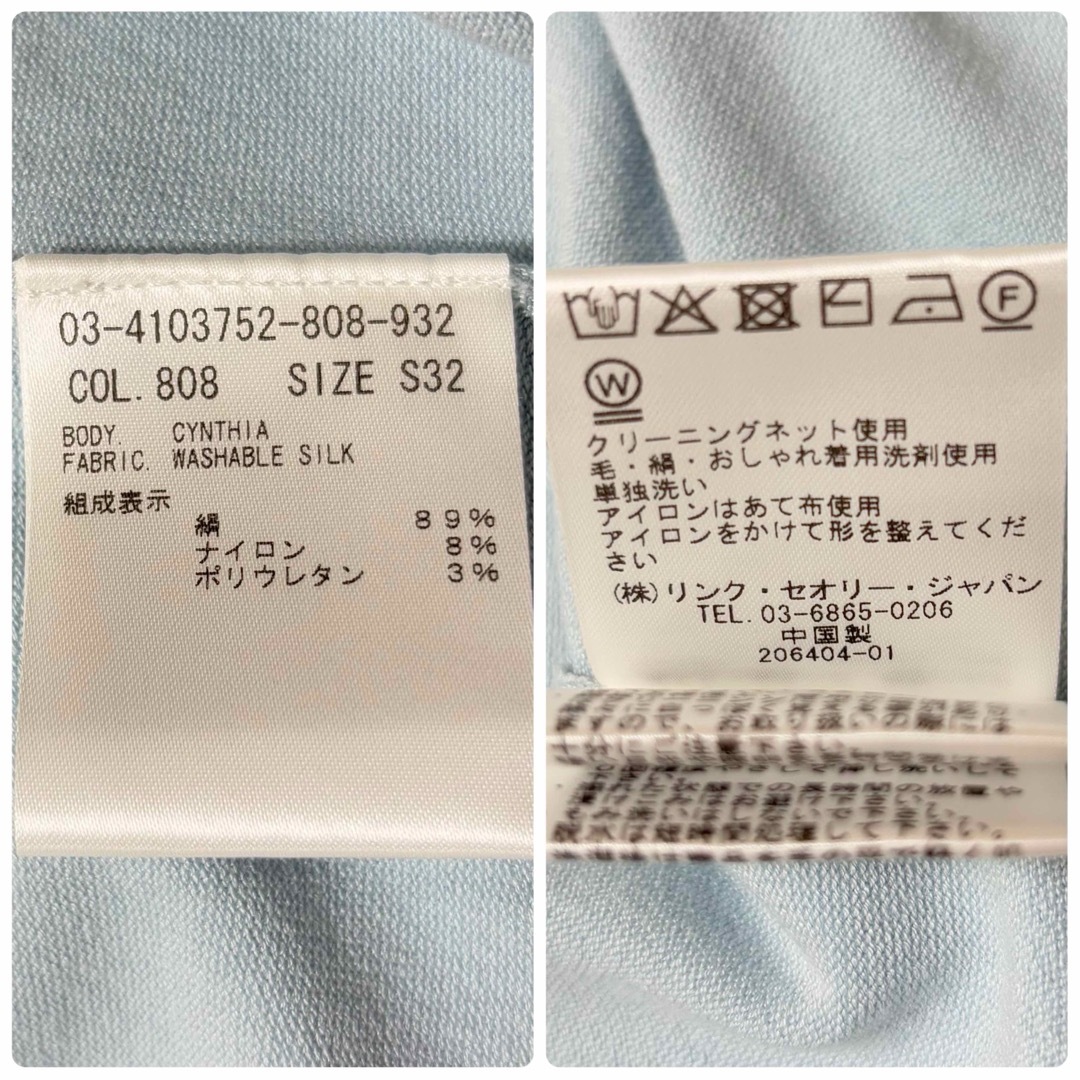 03-4103752-808-932
COL. 808 SIZE S32
BODY. CYNTHIA
FABRIC. WASHABLE SILK
組成表示
絹 89%
ナイロン 8%
ポリウレタン 3%
F
W
クリーニングネット使用
毛・絹・おしゃれ着用洗剤使用
単独洗い
アイロンはあて布使用
アイロンをかけて形を整えてくだ
さい
(株)リンク・セオリー・ジャパン
TEL. 03-6865-0206
中国製
206404-01